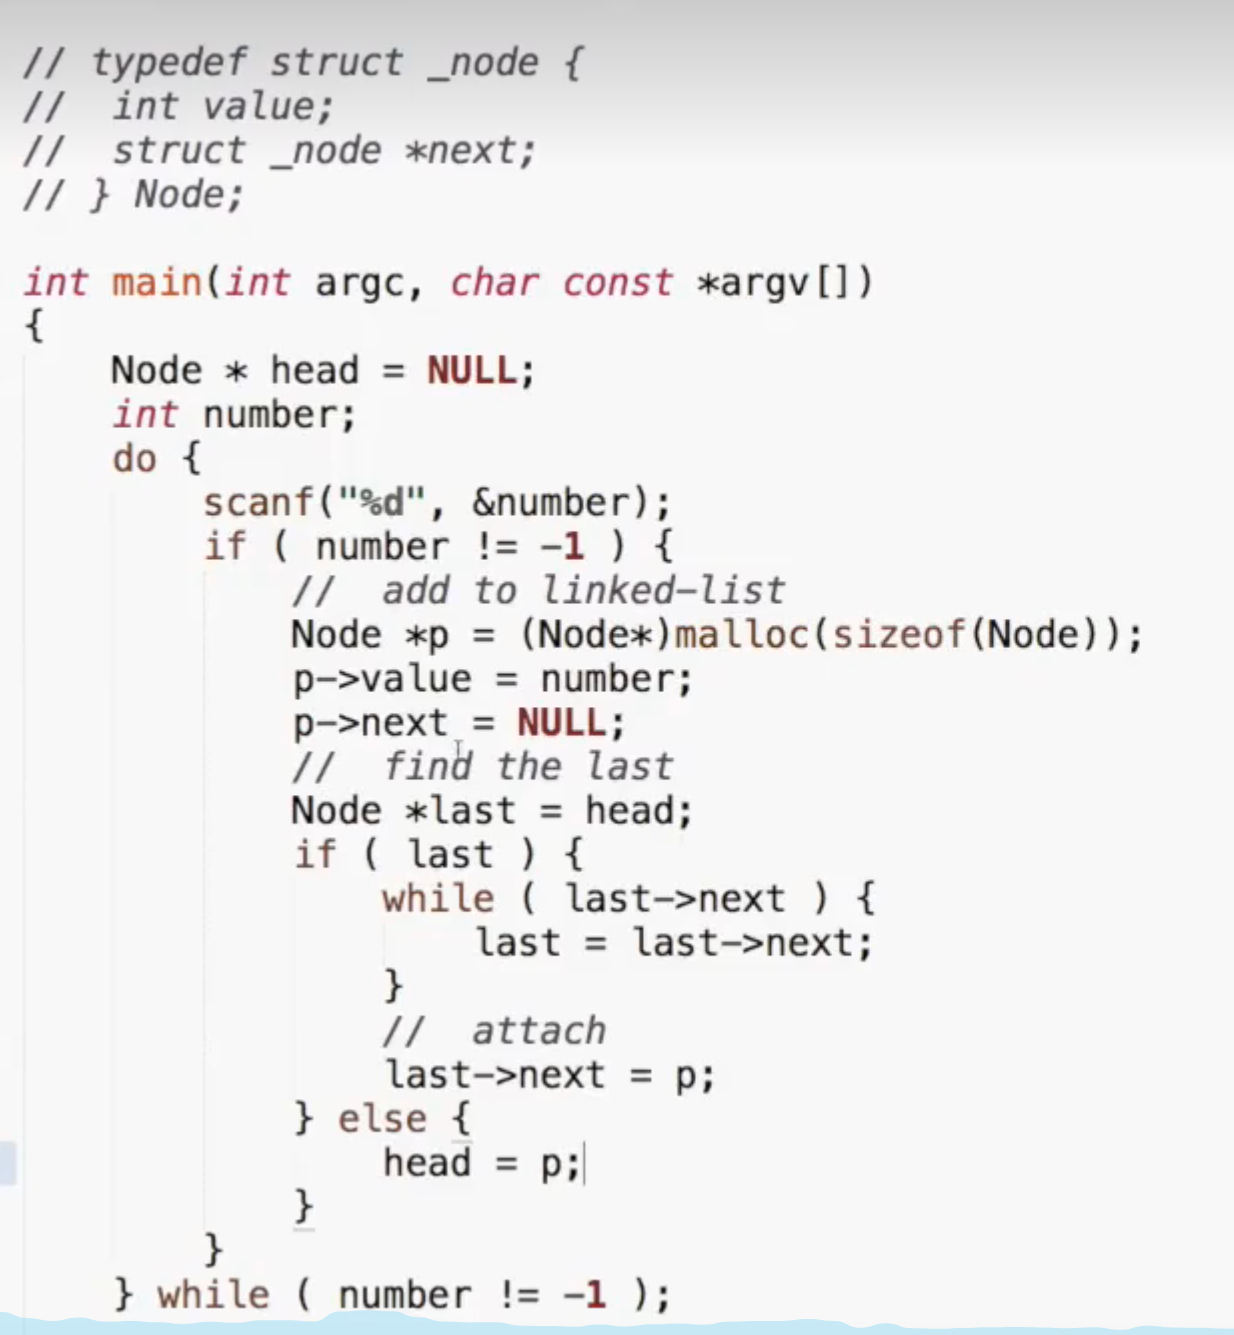 // typedef struct _node {
//  int value;
//  struct _node *next;
// } Node;

int main(int argc, char const *argv[])
{
    Node * head = NULL;
    int number;
    do {
        scanf("%d", &number);
        if ( number != -1 ) {
            //  add to linked-list
            Node *p = (Node*)malloc(sizeof(Node));
            p->value = number;
            p->next = NULL;
            //  find the last
            Node *last = head;
            if ( last ) {
                while ( last->next ) {
                    last = last->next;
                }
                //  attach
                last->next = p;
            } else {
                head = p;
            }
        }
    } while ( number != -1 );